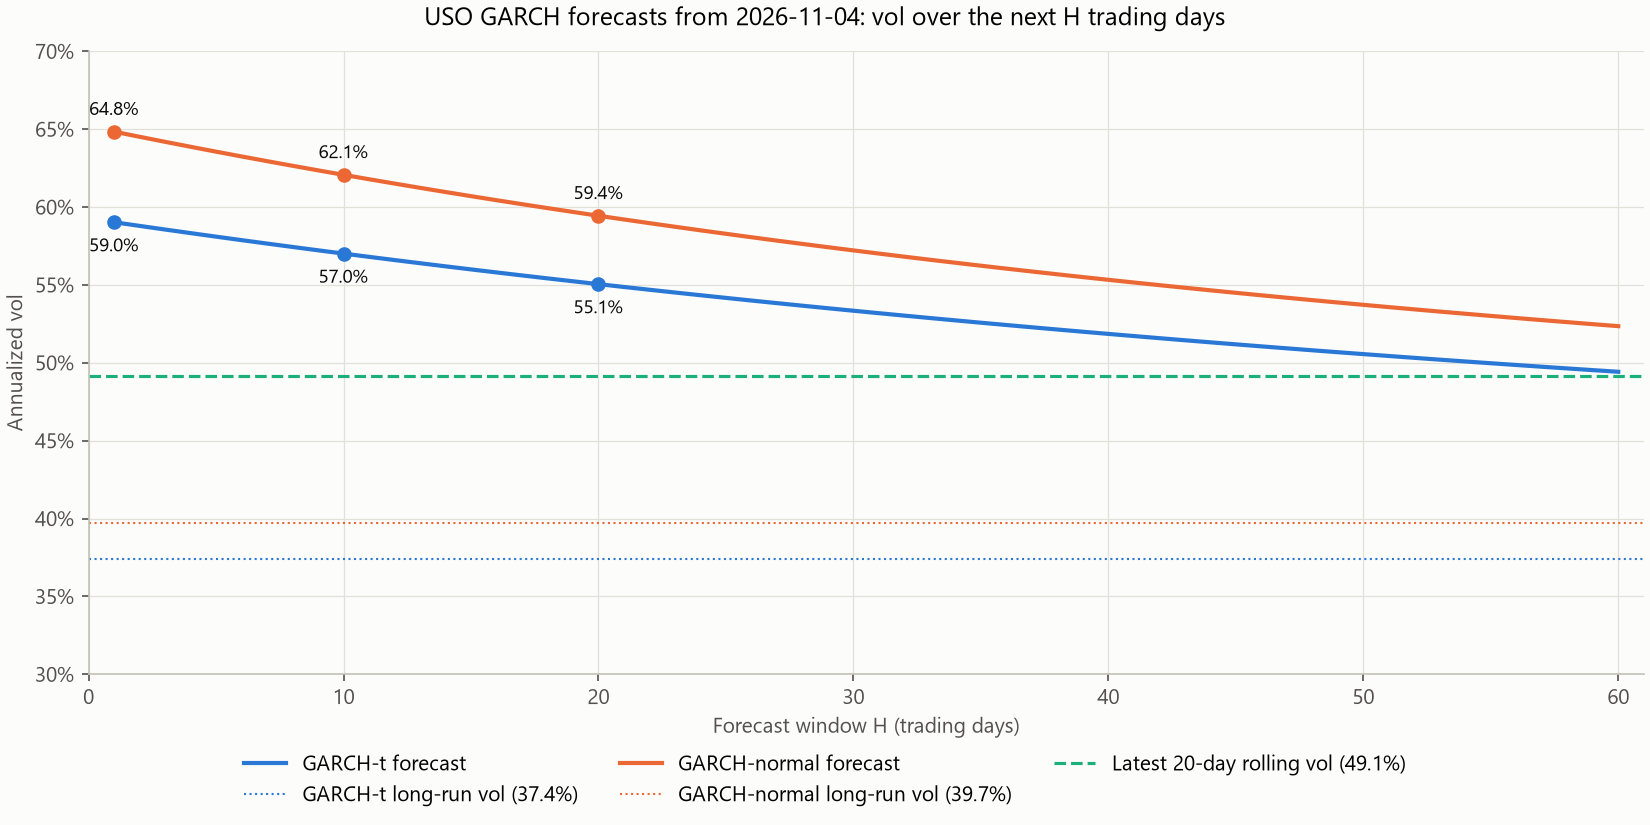 USO GARCH forecasts from 2026-11-04: vol over the next H trading days
70%
65%
60%
55%
50%
45%
40%
35%
30%
Annualized vol
64.8%
62.1%
59.4%
59.0%
57.0%
55.1%
0 10 20 30 40 50 60
Forecast window H (trading days)
GARCH-t forecast GARCH-normal forecast Latest 20-day rolling vol (49.1%)
GARCH-t long-run vol (37.4%) GARCH-normal long-run vol (39.7%)